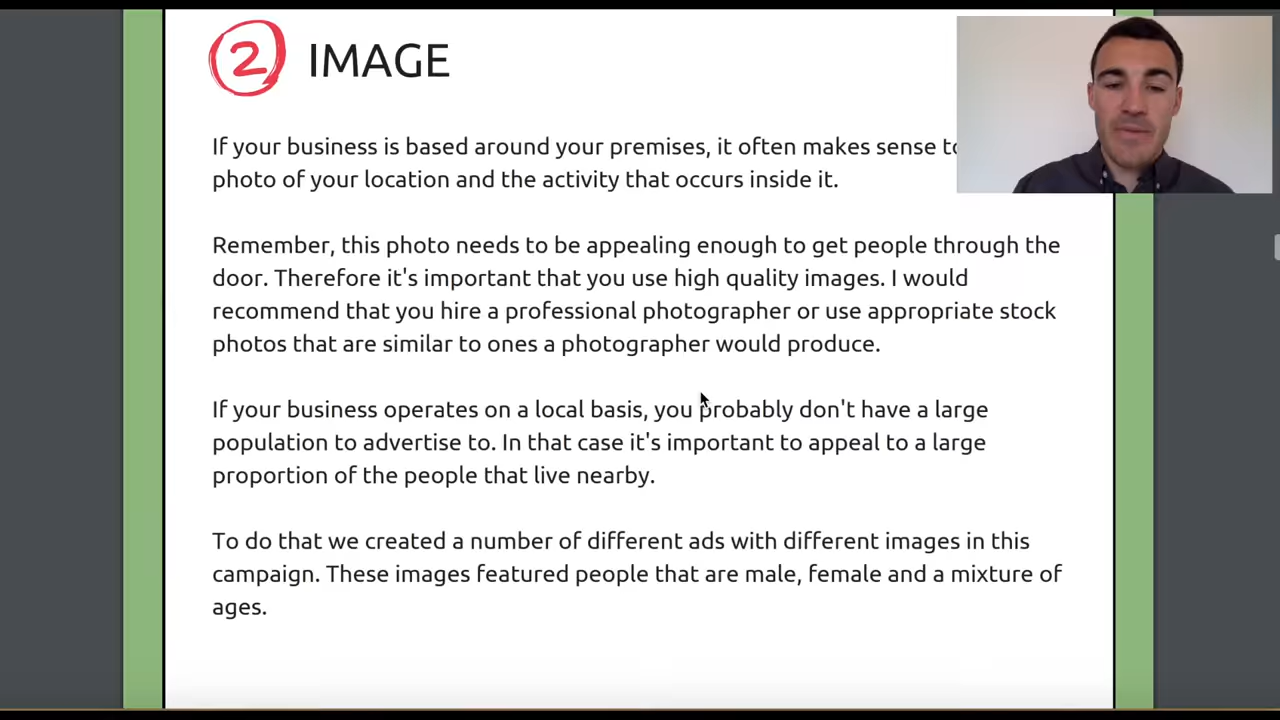 2 IMAGE
If your business is based around your premises, it often makes sense to
photo of your location and the activity that occurs inside it.
Remember, this photo needs to be appealing enough to get people through the
door. Therefore it's important that you use high quality images. I would
recommend that you hire a professional photographer or use appropriate stock
photos that are similar to ones a photographer would produce.
If your business operates on a local basis, you probably don't have a large
population to advertise to. In that case it's important to appeal to a large
proportion of the people that live nearby.
To do that we created a number of different ads with different images in this
campaign. These images featured people that are male, female and a mixture of
ages.